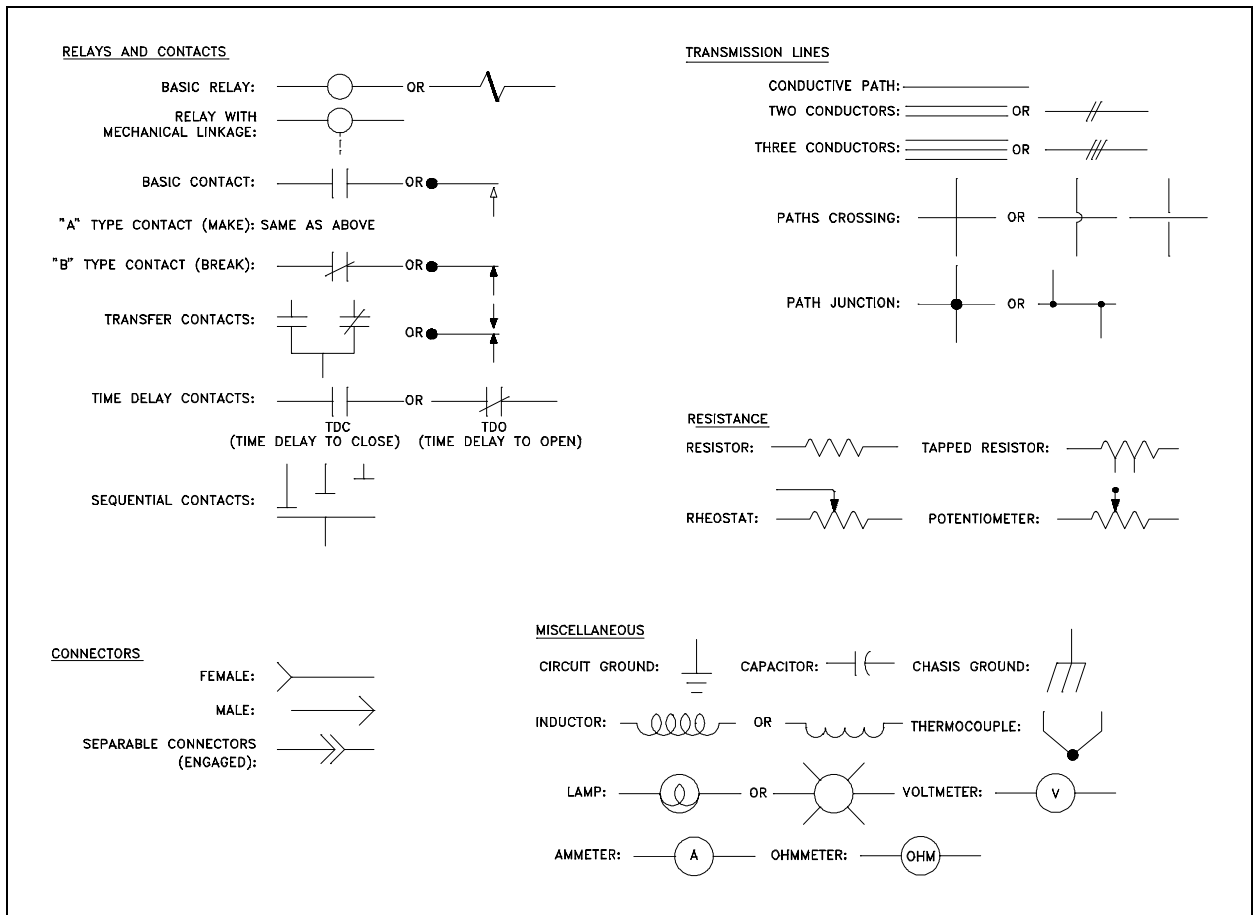 RELAYS AND CONTACTS
BASIC RELAY: OR
RELAY WITH
MECHANICAL LINKAGE:
BASIC CONTACT: OR
"A" TYPE CONTACT (MAKE): SAME AS ABOVE
"B" TYPE CONTACT (BREAK): OR
TRANSFER CONTACTS: OR
TIME DELAY CONTACTS: OR
TDC TDO
(TIME DELAY TO CLOSE) (TIME DELAY TO OPEN)
SEQUENTIAL CONTACTS:
TRANSMISSION LINES
CONDUCTIVE PATH:
TWO CONDUCTORS: OR
THREE CONDUCTORS: OR
PATHS CROSSING: OR
PATH JUNCTION: OR
RESISTANCE
RESISTOR: TAPPED RESISTOR:
RHEOSTAT: POTENTIOMETER:
CONNECTORS
FEMALE:
MALE:
SEPARABLE CONNECTORS
(ENGAGED):
MISCELLANEOUS
CIRCUIT GROUND: CAPACITOR: CHASIS GROUND:
INDUCTOR: OR THERMOCOUPLE:
LAMP: OR VOLTMETER: V
AMMETER: A OHMMETER: OHM